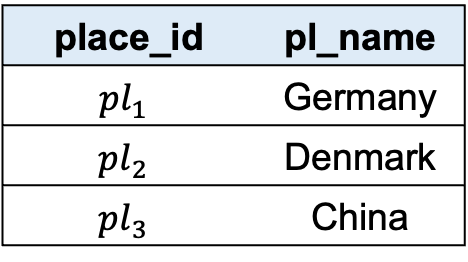 place_id pl_name
pl₁ Germany
pl₂ Denmark
pl₃ China